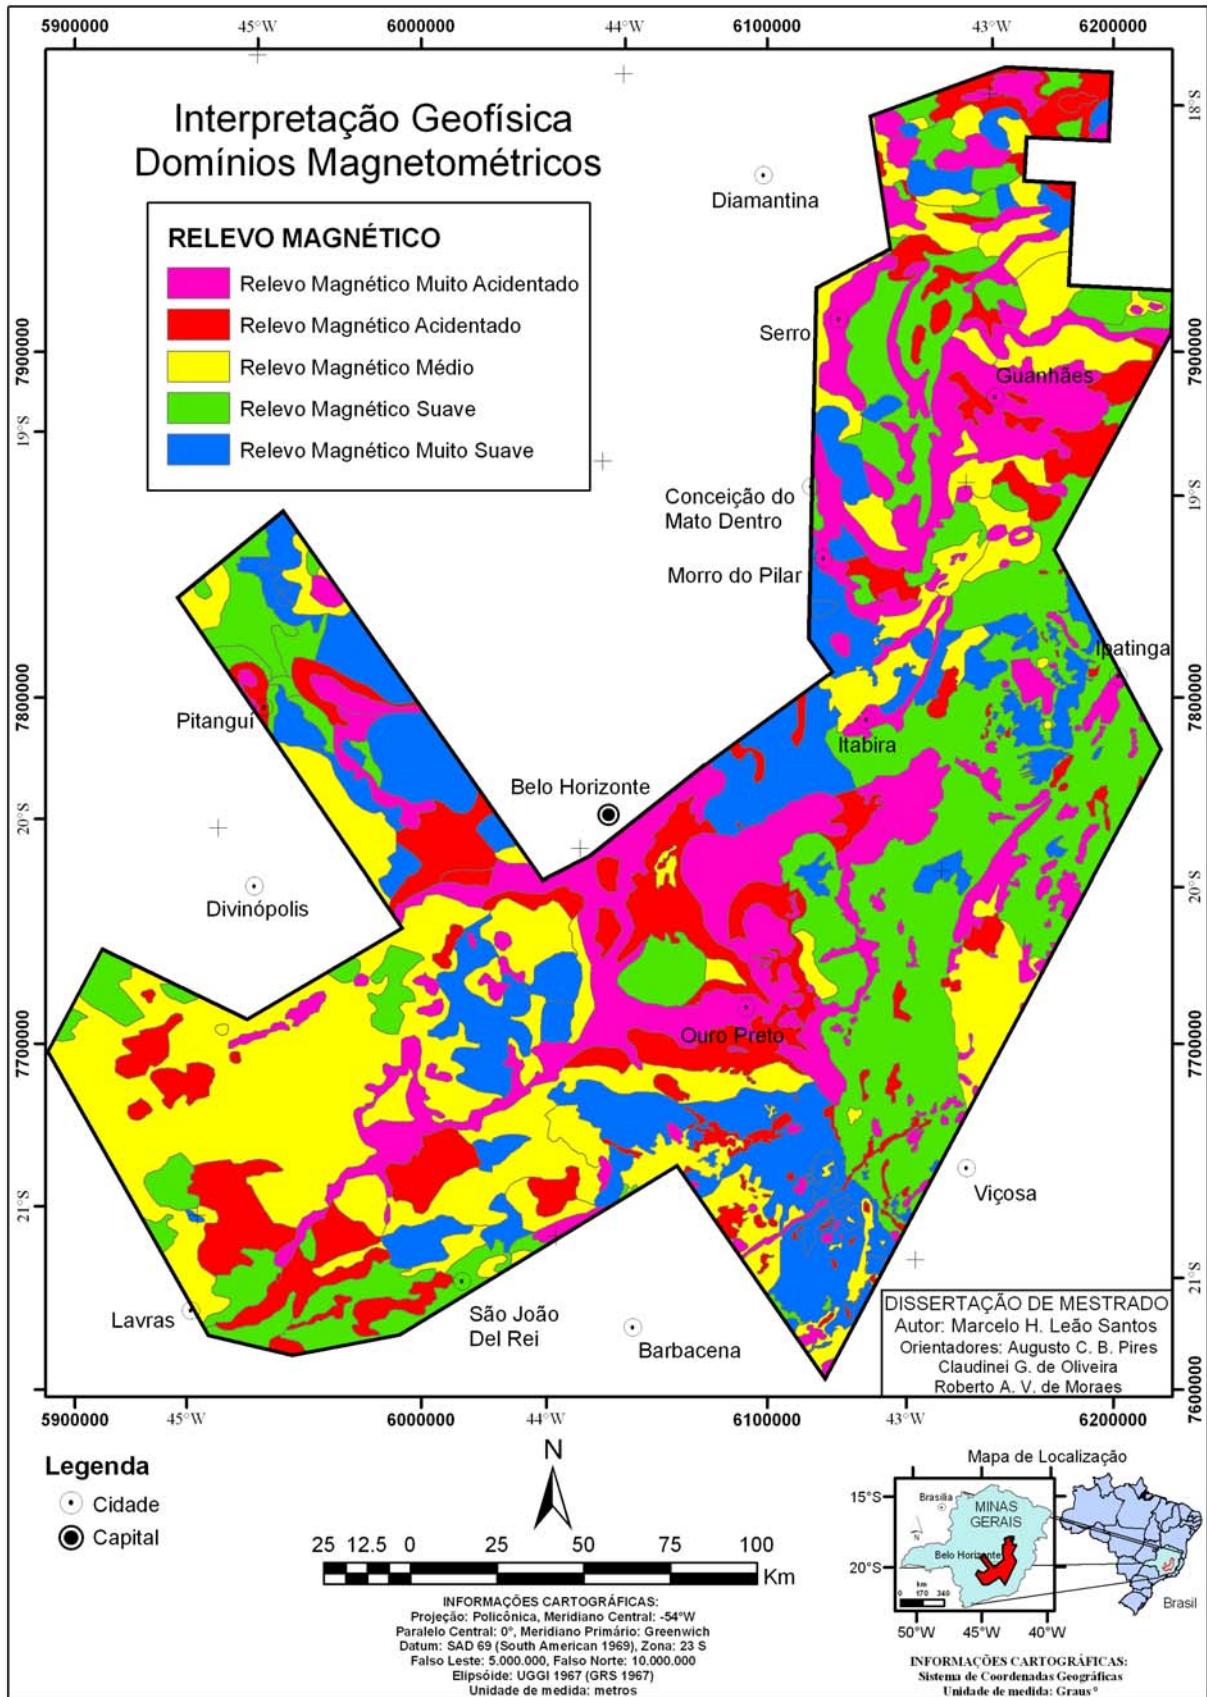 5900000
45°W
6000000
44°W
6100000
43°W
6200000
Interpretação Geofísica
Domínios Magnetométricos
RELEVO MAGNÉTICO
Relevo Magnético Muito Acidentado
Relevo Magnético Acidentado
Relevo Magnético Médio
Relevo Magnético Suave
Relevo Magnético Muito Suave
18°S
Diamantina
Serro
7900000
7900000
Guanhães
19°S
Conceição do
Mato Dentro
19°S
Morro do Pilar
Ipatinga
7800000
Pitangui
7800000
Itabira
Belo Horizonte
20°S
20°S
Divinópolis
7700000
Ouro Preto
7700000
Viçosa
21°S
21°S
Lavras
São João
Del Rei
Barbacena
DISSERTAÇÃO DE MESTRADO
Autor: Marcelo H. Leão Santos
Orientadores: Augusto C. B. Pires
Claudinei G. de Oliveira
Roberto A. V. de Moraes
7600000
5900000
45°W
6000000
44°W
6100000
43°W
6200000
Legenda
Cidade
Capital
N
25 12.5 0 25 50 75 100
Km
INFORMAÇÕES CARTOGRÁFICAS:
Projeção: Policônica, Meridiano Central: -54°W
Paralelo Central: 0°, Meridiano Primário: Greenwich
Datum: SAD 69 (South American 1969), Zona: 23 S
Falso Leste: 5.000.000, Falso Norte: 10.000.000
Elipsóide: UGGI 1967 (GRS 1967)
Unidade de medida: metros
Mapa de Localização
15°S
20°S
Brasília
MINAS
GERAIS
N
Belo Horizonte
km
0 170 340
50°W 45°W 40°W
Brasil
INFORMAÇÕES CARTOGRÁFICAS:
Sistema de Coordenadas Geográficas
Unidade de medida: Graus °